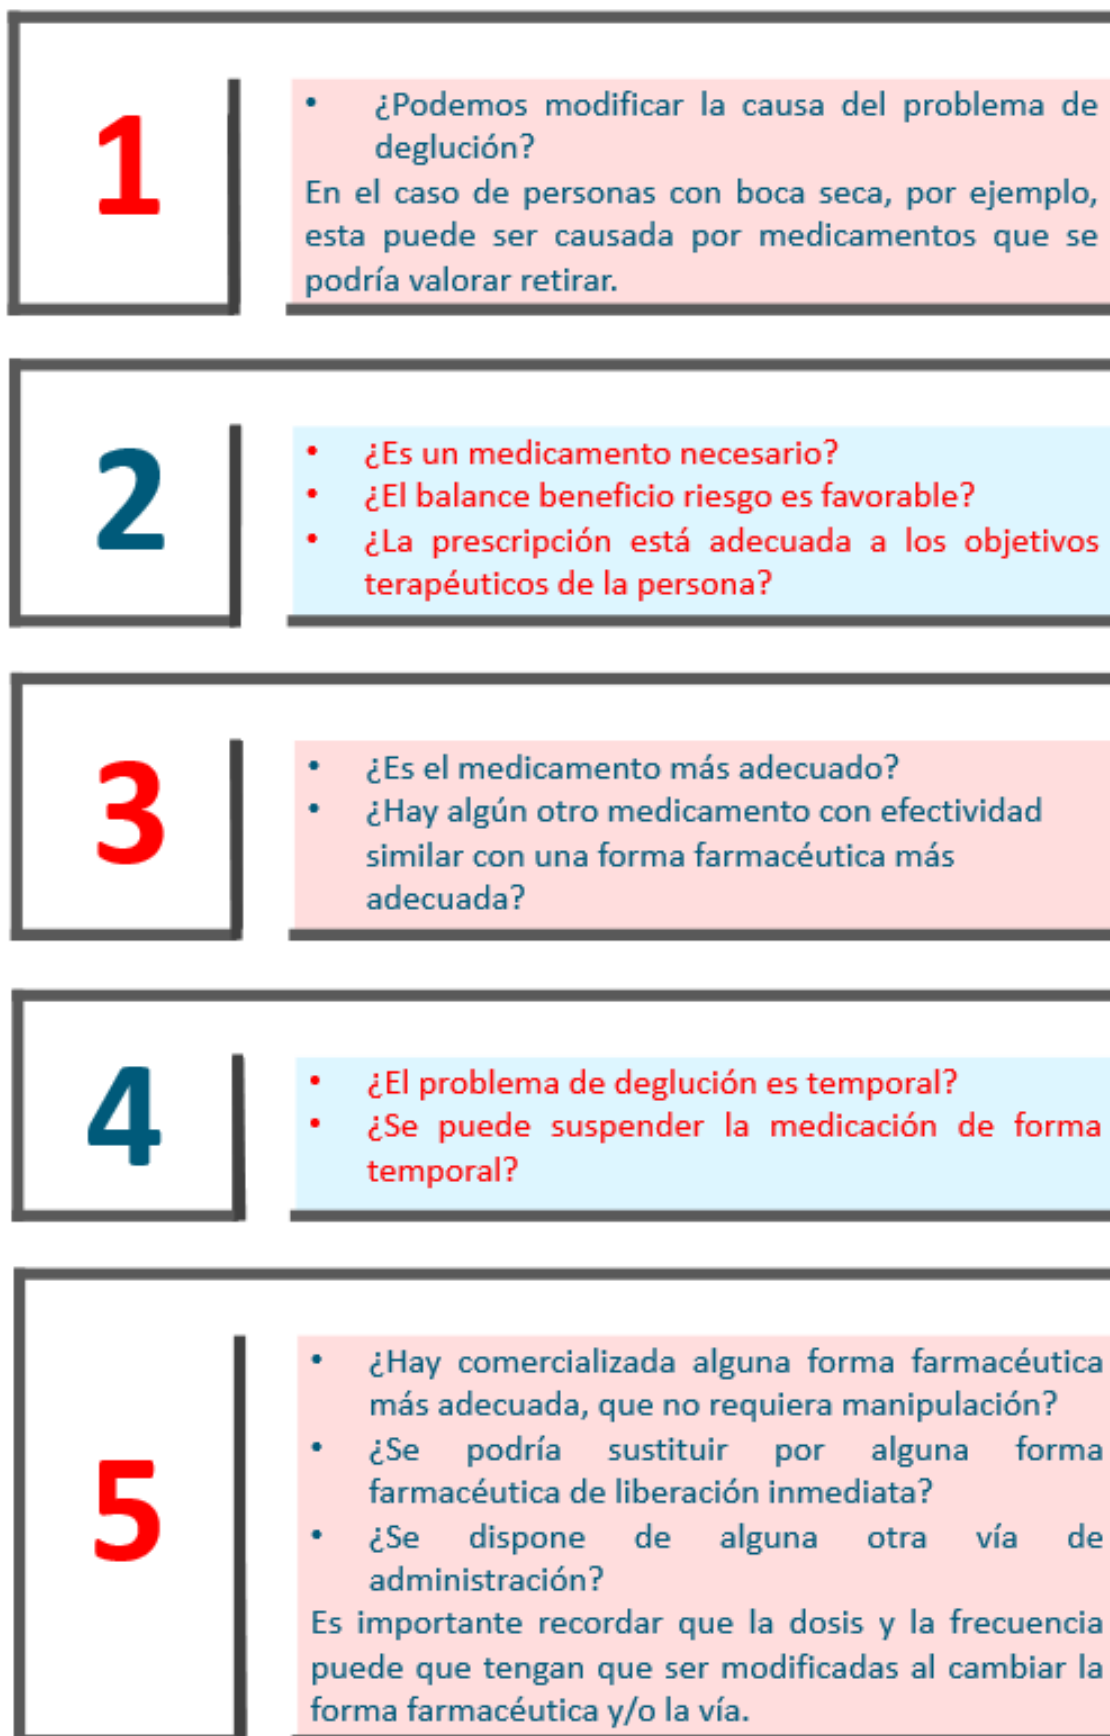 1
• ¿Podemos modificar la causa del problema de
deglución?
En el caso de personas con boca seca, por ejemplo,
esta puede ser causada por medicamentos que se
podría valorar retirar.
2
• ¿Es un medicamento necesario?
• ¿El balance beneficio riesgo es favorable?
• ¿La prescripción está adecuada a los objetivos
terapéuticos de la persona?
3
• ¿Es el medicamento más adecuado?
• ¿Hay algún otro medicamento con efectividad
similar con una forma farmacéutica más
adecuada?
4
• ¿El problema de deglución es temporal?
• ¿Se puede suspender la medicación de forma
temporal?
5
• ¿Hay comercializada alguna forma farmacéutica
más adecuada, que no requiera manipulación?
• ¿Se podría sustituir por alguna forma
farmacéutica de liberación inmediata?
• ¿Se dispone de alguna otra vía de
administración?
Es importante recordar que la dosis y la frecuencia
puede que tengan que ser modificadas al cambiar la
forma farmacéutica y/o la vía.